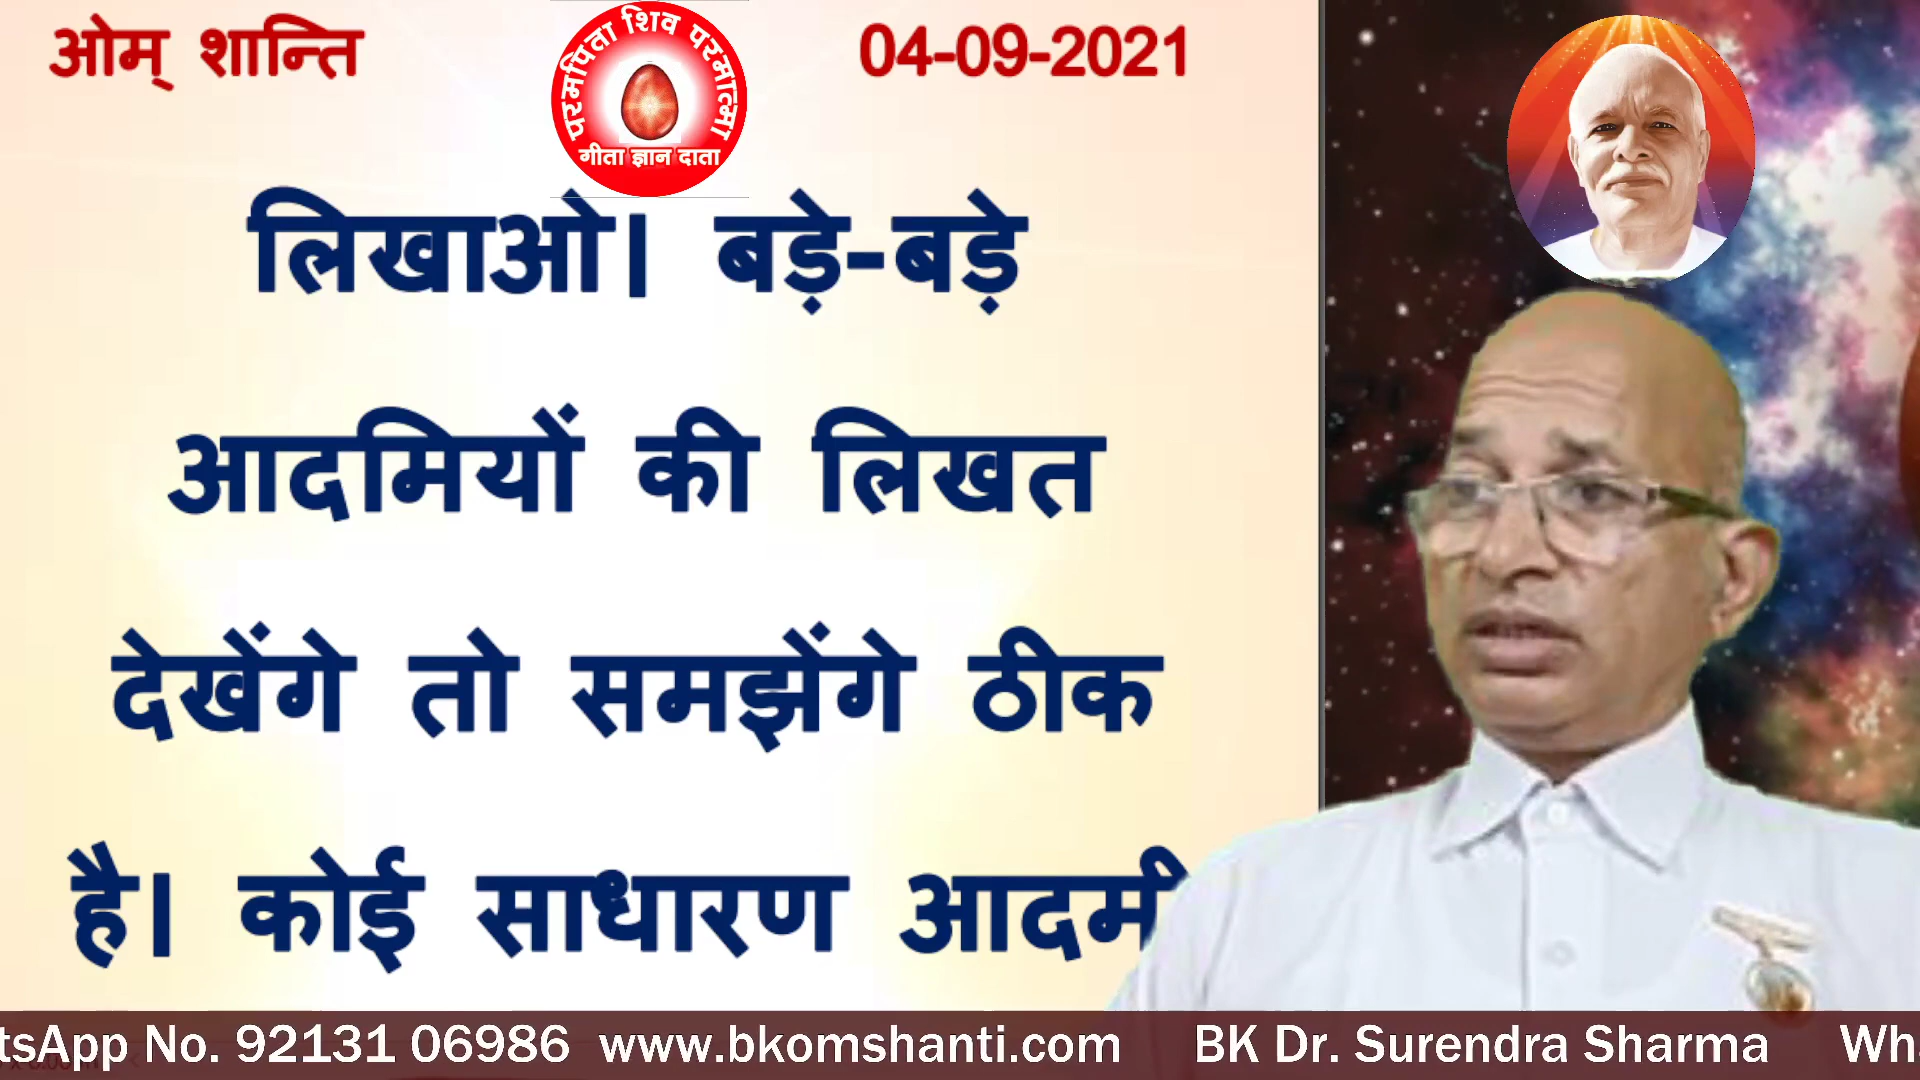 ओम् शान्ति
परमपिता शिव परमात्मा
गीता ज्ञान दाता
04-09-2021
लिखाओ। बड़े-बड़े
आदमियों की लिखत
देखेंगे तो समझेंगे ठीक
है। कोई साधारण आदमी
tsApp No. 92131 06986 www.bkomshanti.com BK Dr. Surendra Sharma Wh